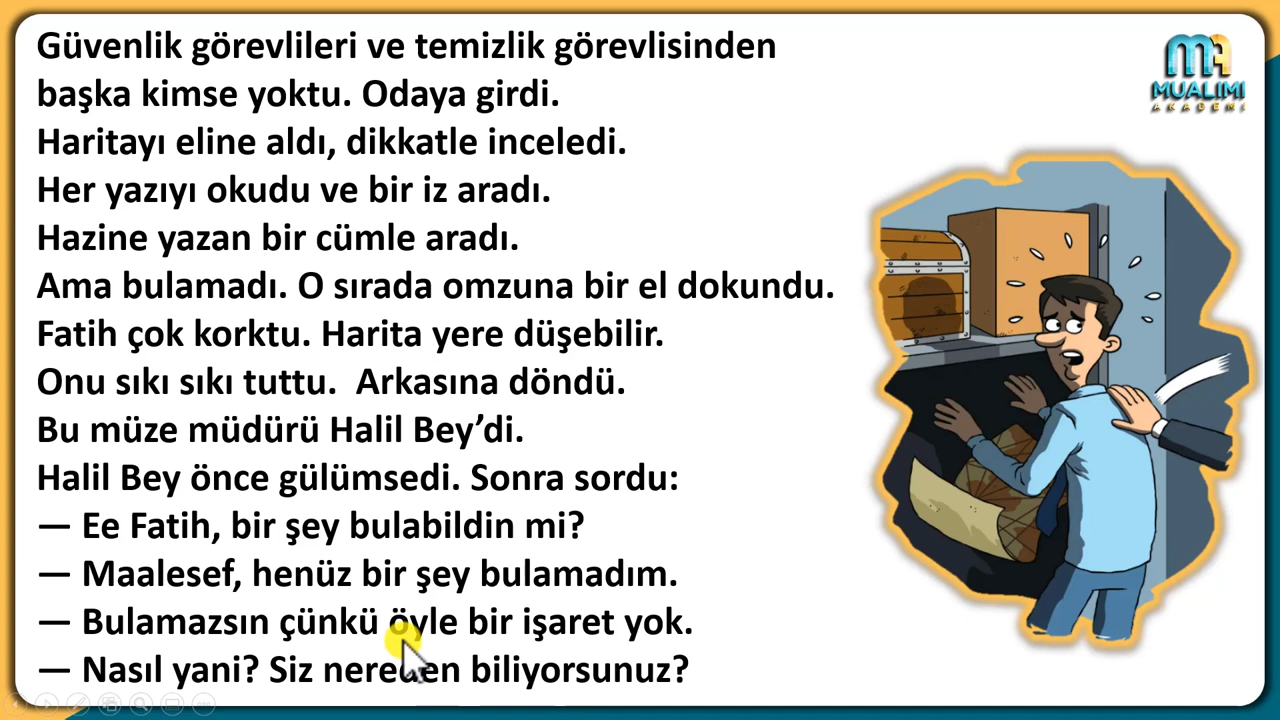 Güvenlik görevlileri ve temizlik görevlisinden
başka kimse yoktu. Odaya girdi.
Haritayı eline aldı, dikkatle inceledi.
Her yazıyı okudu ve bir iz aradı.
Hazine yazan bir cümle aradı.
Ama bulamadı. O sırada omzuna bir el dokundu.
Fatih çok korktu. Harita yere düşebilir.
Onu sıkı sıkı tuttu. Arkasına döndü.
Bu müze müdürü Halil Bey’di.
Halil Bey önce gülümsedi. Sonra sordu:
— Ee Fatih, bir şey bulabildin mi?
— Maalesef, henüz bir şey bulamadım.
— Bulamazsın çünkü öyle bir işaret yok.
— Nasıl yani? Siz nereden biliyorsunuz?
MUALIMI
AKADEMI